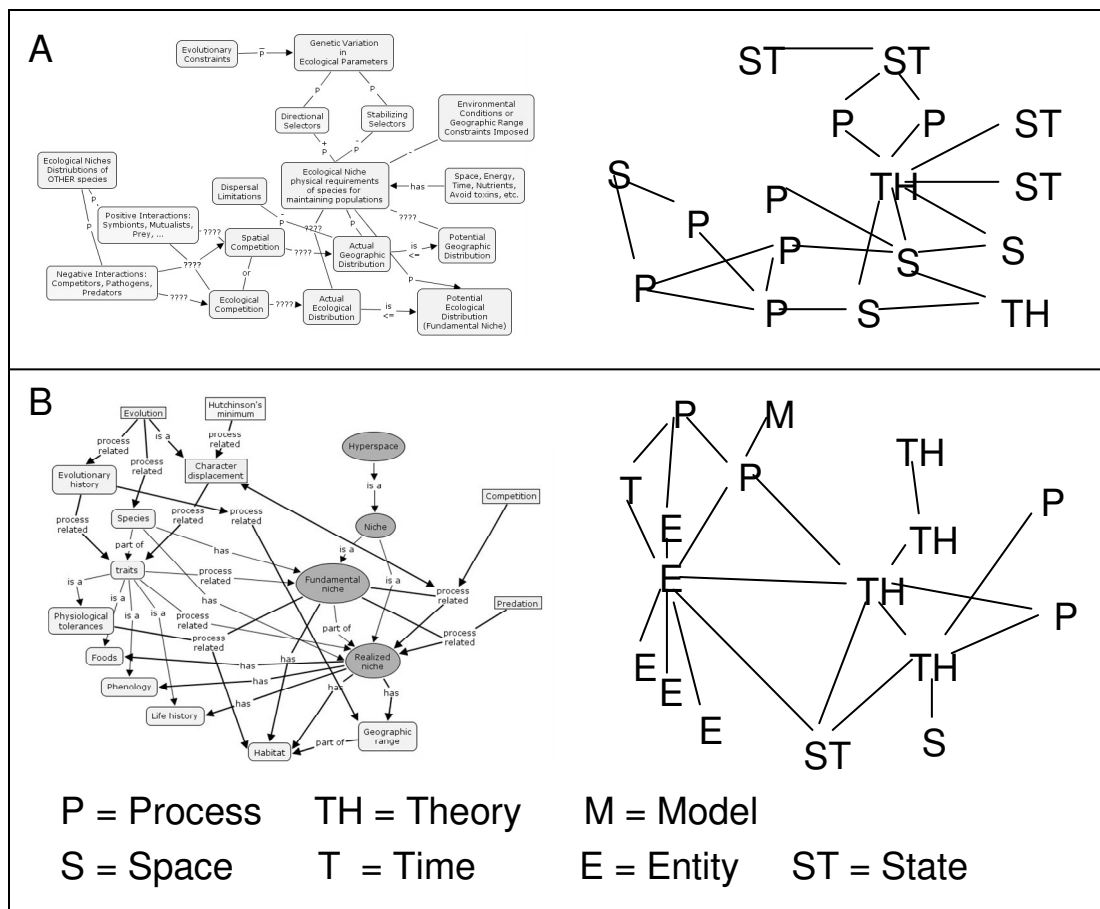 A
Evolutionary
Constraints
P
Genetic Variation
in
Ecological Parameters
P
P
Directional
Selectors
Stabilizing
Selectors
Environmental
Conditions or
Geographic Range
Constraints Imposed
+
P
-
P
-
Ecological Niches
Distriubtions of
OTHER species
P
P
Dispersal
Limitations
Ecological Niche
physical requirements
of species for
maintaining populations
has
Space, Energy,
Time, Nutrients,
Avoid toxins, etc.
Positive Interactions:
Symbionts, Mutualists,
Prey, ...
????
????
Spatial
Competition
-
P
????
????
P
????
Actual
Geographic
Distribution
is
<=
Potential
Geographic
Distribution
Negative Interactions:
Competitors, Pathogens,
Predators
????
or
Ecological
Competition
????
Actual
Ecological
Distribution
is
<=
P
Potential
Ecological
Distribution
(Fundamental Niche)
ST
ST
P
P
ST
S
P
TH
ST
P
P
S
S
P
P
S
TH
B
Evolution
Hutchinson's
minimum
process
related
is a
process
related
process
related
Hyperspace
Evolutionary
history
Character
displacement
is a
Competition
process
related
Species
process
related
process
related
Niche
part of
has
is a
is a
traits
process
related
Fundamental
niche
process
related
Predation
is a
is a
is a
is a
has
process
related
Physiological
tolerances
process
related
part of
process
related
Foods
has
has
Realized
niche
Phenology
has
has
has
has
Life history
Geographic
range
Habitat
part of
P
M
T
P
TH
E
TH
P
E
TH
P
E
E
TH
E
ST
S
P = Process
TH = Theory
M = Model
S = Space
T = Time
E = Entity
ST = State